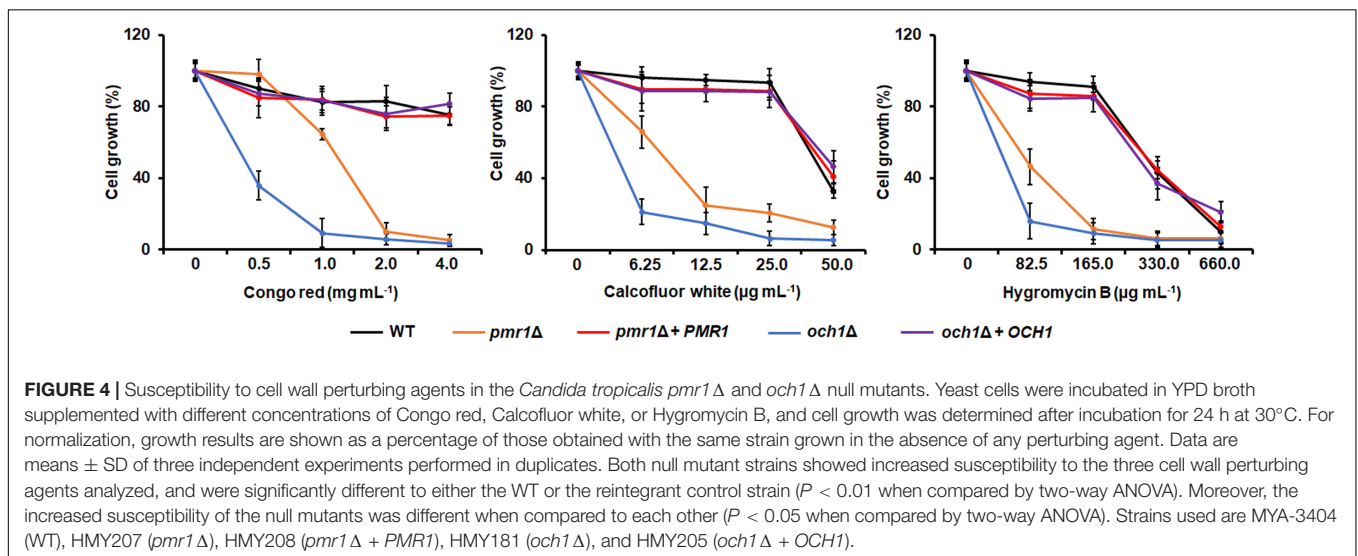 120
80
40
0
Cell growth (%)
0 0.5 1.0 2.0 4.0
Congo red (mg mL-1)
120
80
40
0
Cell growth (%)
0 6.25 12.5 25.0 50.0
Calcofluor white (µg mL-1)
120
80
40
0
Cell growth (%)
0 82.5 165.0 330.0 660.0
Hygromycin B (µg mL-1)
WT pmr1Δ pmr1Δ + PMR1 och1Δ och1Δ + OCH1
FIGURE 4 | Susceptibility to cell wall perturbing agents in the Candida tropicalis pmr1Δ and och1Δ null mutants. Yeast cells were incubated in YPD broth
supplemented with different concentrations of Congo red, Calcofluor white, or Hygromycin B, and cell growth was determined after incubation for 24 h at 30°C. For
normalization, growth results are shown as a percentage of those obtained with the same strain grown in the absence of any perturbing agent. Data are
means ± SD of three independent experiments performed in duplicates. Both null mutant strains showed increased susceptibility to the three cell wall perturbing
agents analyzed, and were significantly different to either the WT or the reintegrant control strain (P < 0.01 when compared by two-way ANOVA). Moreover, the
increased susceptibility of the null mutants was different when compared to each other (P < 0.05 when compared by two-way ANOVA). Strains used are MYA-3404
(WT), HMY207 (pmr1Δ), HMY208 (pmr1Δ + PMR1), HMY181 (och1Δ), and HMY205 (och1Δ + OCH1).